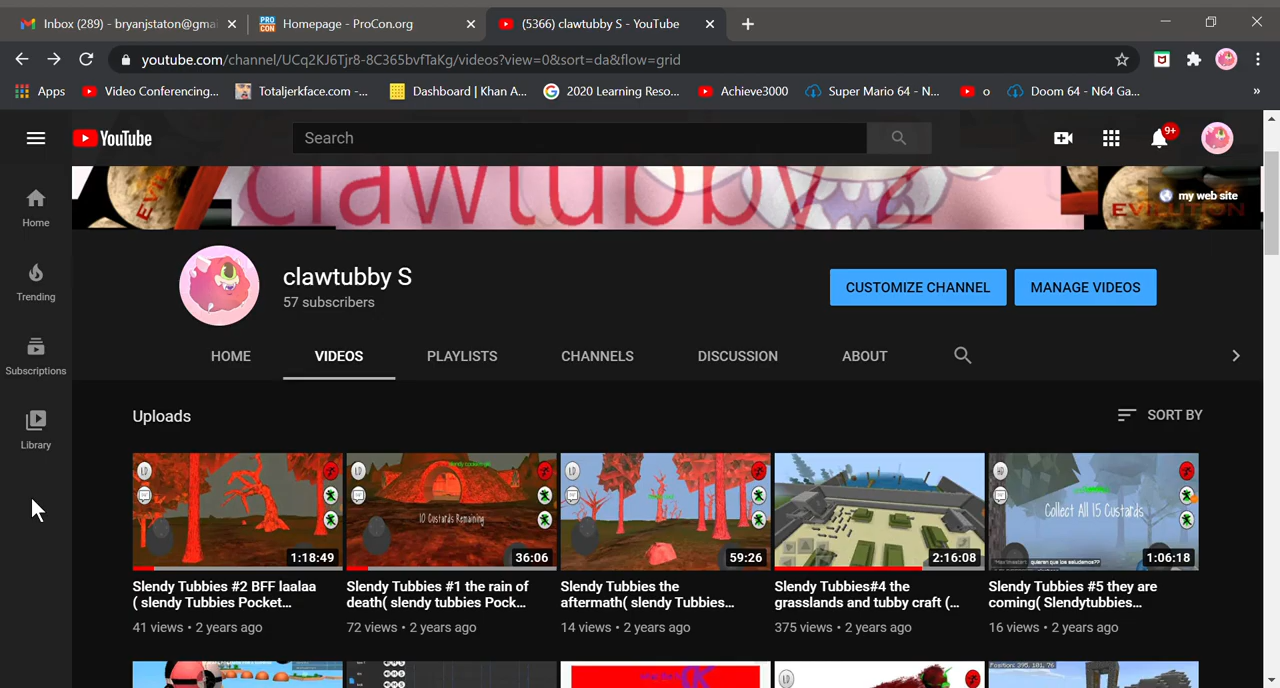 Inbox (289) - bryanjstaton@gma
PRO CON
Homepage - ProCon.org
(5366) clawtubby S - YouTube
youtube.com/channel/UCq2KJ6Tjr8-8C365bvfTaKg/videos?view=0&sort=da&flow=grid
Apps
Video Conferencing...
Totaljerkface.com -...
Dashboard | Khan A...
2020 Learning Reso...
Achieve3000
Super Mario 64 - N...
o
Doom 64 - N64 Ga...
»
YouTube
Search
9+
clawtubby 2
my web site
clawtubby S
57 subscribers
CUSTOMIZE CHANNEL
MANAGE VIDEOS
HOME
VIDEOS
PLAYLISTS
CHANNELS
DISCUSSION
ABOUT
Home
Trending
Subscriptions
Library
Uploads
SORT BY
1:18:49
10 Custards Remaining
36:06
59:26
2:16:08
Collect All 15 Custards
1:06:18
Slendy Tubbies #2 BFF laalaa
( slendy Tubbies Pocket...
41 views • 2 years ago
Slendy Tubbies #1 the rain of
death( slendy tubbies Pock...
72 views • 2 years ago
Slendy Tubbies the
aftermath( slendy Tubbies...
14 views • 2 years ago
Slendy Tubbies#4 the
grasslands and tubby craft (...
375 views • 2 years ago
Slendy Tubbies #5 they are
coming( Slendytubbies...
16 views • 2 years ago